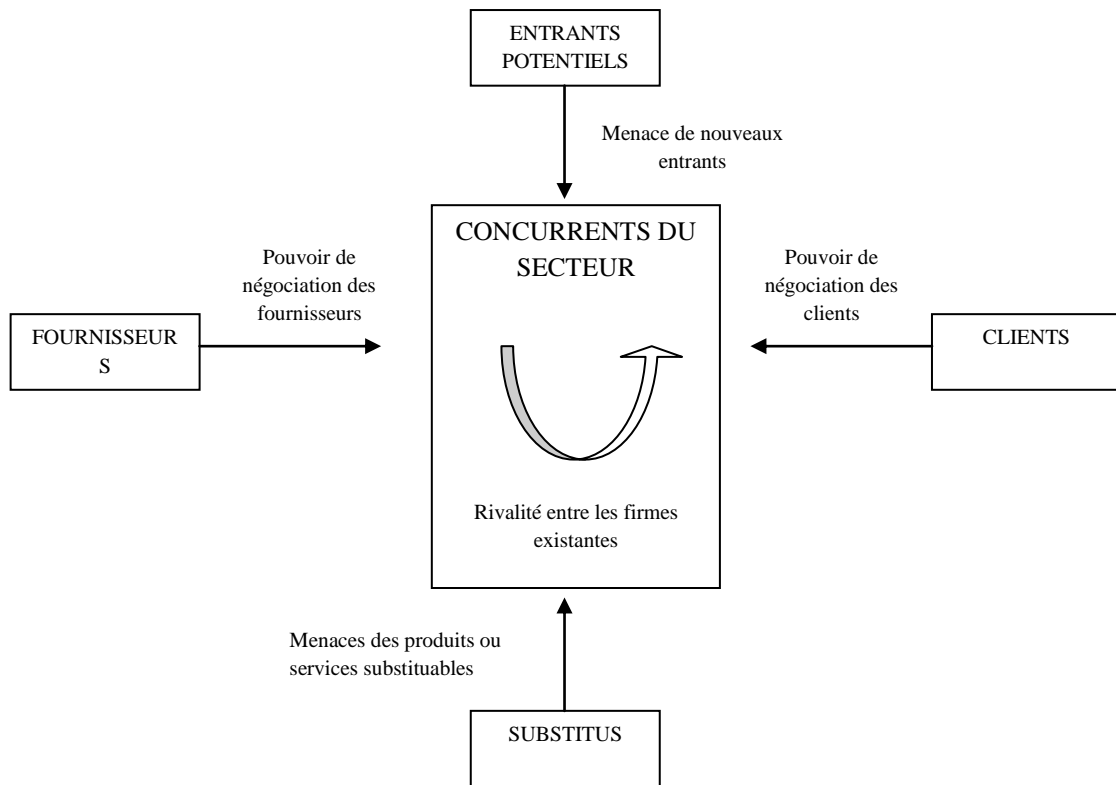 ENTRANTS
POTENTIELS
Menace de nouveaux
entrants
CONCURRENTS DU
SECTEUR
Pouvoir de
négociation des
fournisseurs
Pouvoir de
négociation des
clients
FOURNISSEUR
S
CLIENTS
Rivalité entre les firmes
existantes
Menaces des produits ou
services substituables
SUBSTITUS